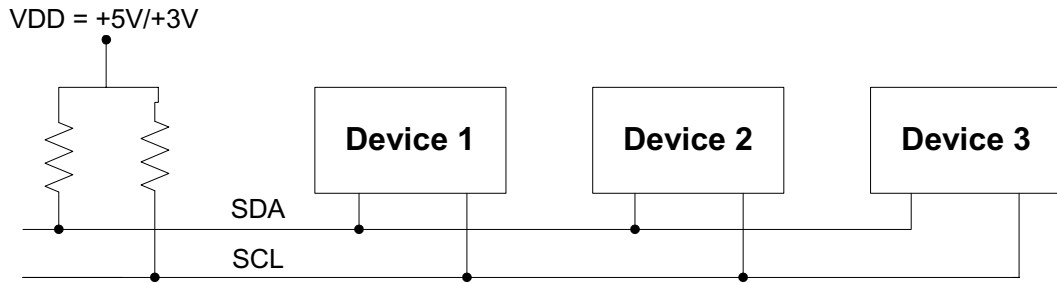 VDD = +5V/+3V
Device 1
Device 2
Device 3
SDA
SCL